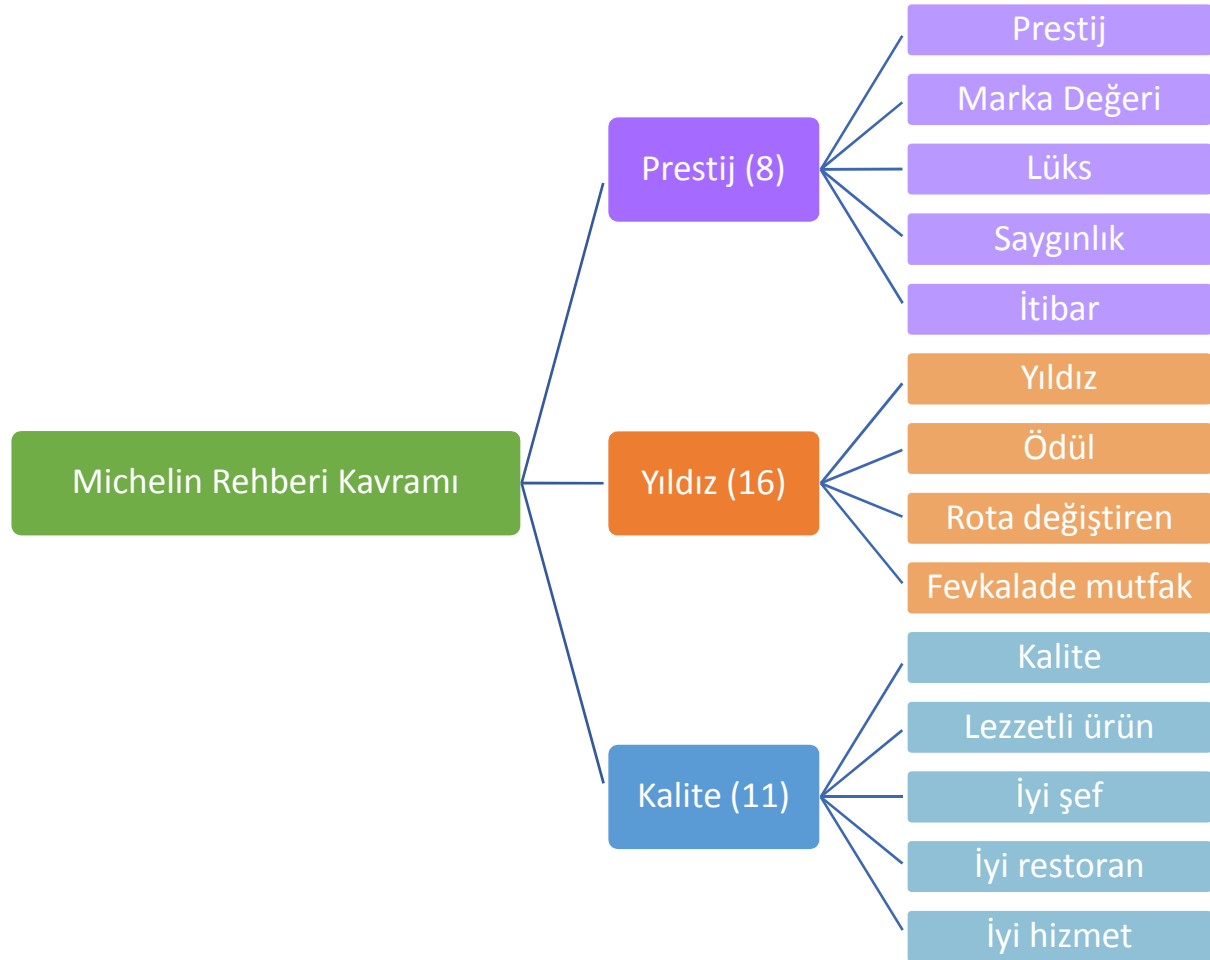 Michelin Rehberi Kavramı
Prestij (8)
Prestij
Marka Değeri
Lüks
Saygınlık
İtibar
Yıldız (16)
Yıldız
Ödül
Rota değiştiren
Fevkalade mutfak
Kalite (11)
Kalite
Lezzetli ürün
İyi şef
İyi restoran
İyi hizmet